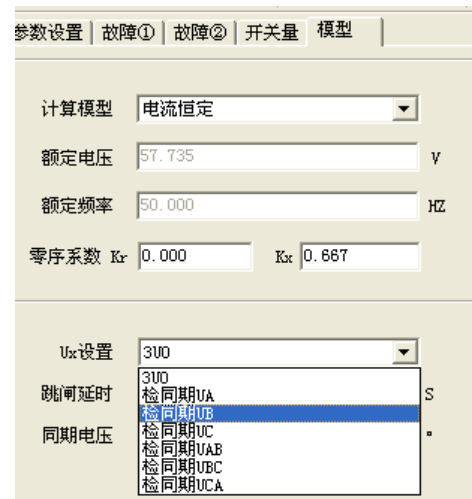 参数设置 故障① 故障② 开关量 模型
计算模型 电流恒定
额定电压 57.735 V
额定频率 50.000 HZ
零序系数 Kr 0.000 Kx 0.667
Ux设置 3U0
3U0
跳闸延时 检同期UA S
检同期UB
同期电压 检同期UC °
检同期UAB
检同期UBC
检同期UCA